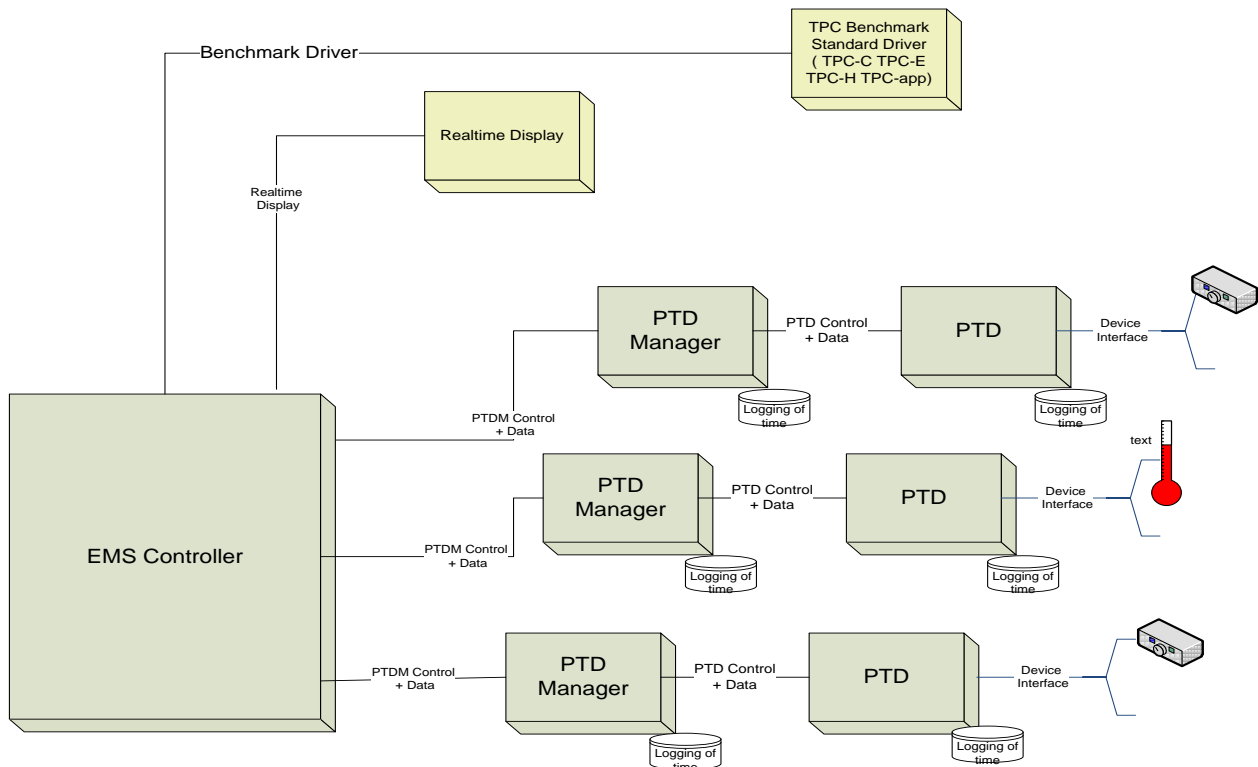 TPC Benchmark
Standard Driver
( TPC-C TPC-E
TPC-H TPC-app)
Benchmark Driver
Realtime Display
Realtime
Display
PTD
Manager
PTD Control
+ Data
PTD
Device
Interface
Logging of
time
Logging of
time
PTDM Control
+ Data
text
PTD
Manager
PTD Control
+ Data
PTD
Device
Interface
EMS Controller
PTDM Control
+ Data
Logging of
time
Logging of
time
PTDM Control
+ Data
PTD
Manager
PTD Control
+ Data
PTD
Device
Interface
Logging of
time
Logging of
time